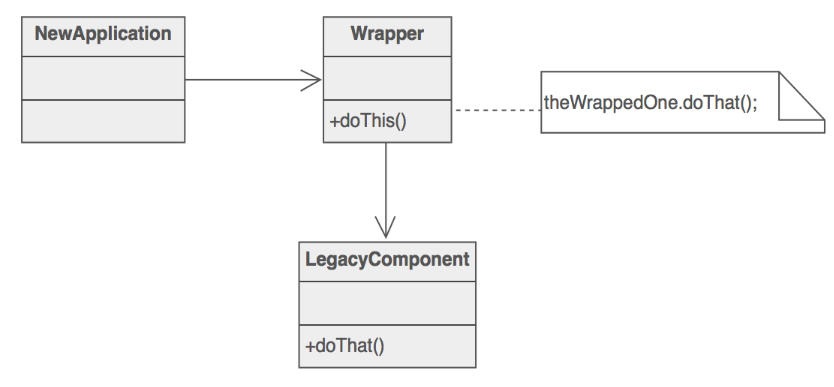 NewApplication
Wrapper
+doThis()
theWrappedOne.doThat();
LegacyComponent
+doThat()